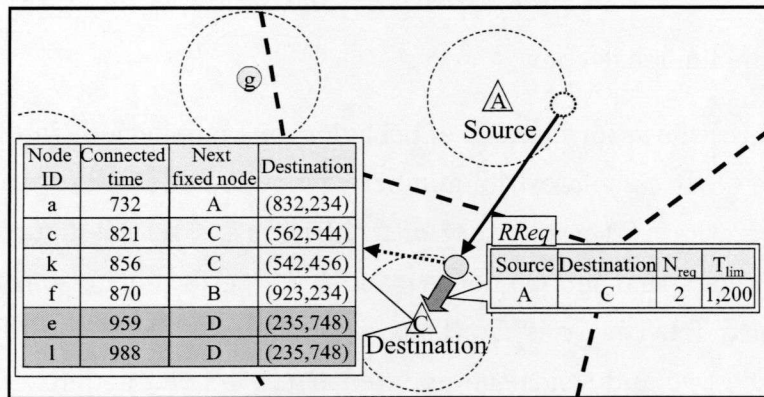 g
A
Source
Node ID Connected time Next fixed node Destination
a 732 A (832,234)
c 821 C (562,544)
k 856 C (542,456)
f 870 B (923,234)
e 959 D (235,748)
l 988 D (235,748)
RReq
Source Destination N_req T_lim
A C 2 1,200
C
Destination